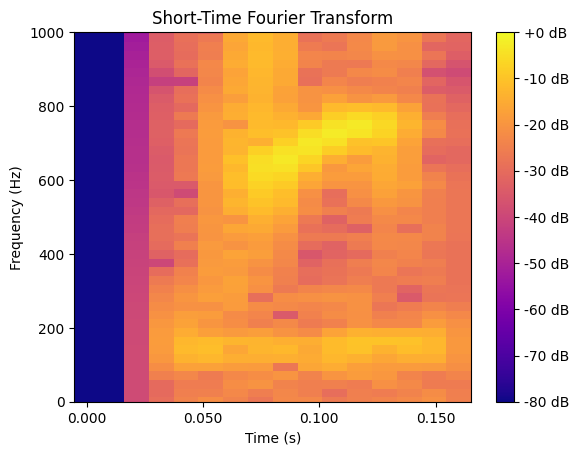 Short-Time Fourier Transform
Frequency (Hz)
1000
800
600
400
200
0
0.000
0.050
0.100
0.150
Time (s)
+0 dB
-10 dB
-20 dB
-30 dB
-40 dB
-50 dB
-60 dB
-70 dB
-80 dB